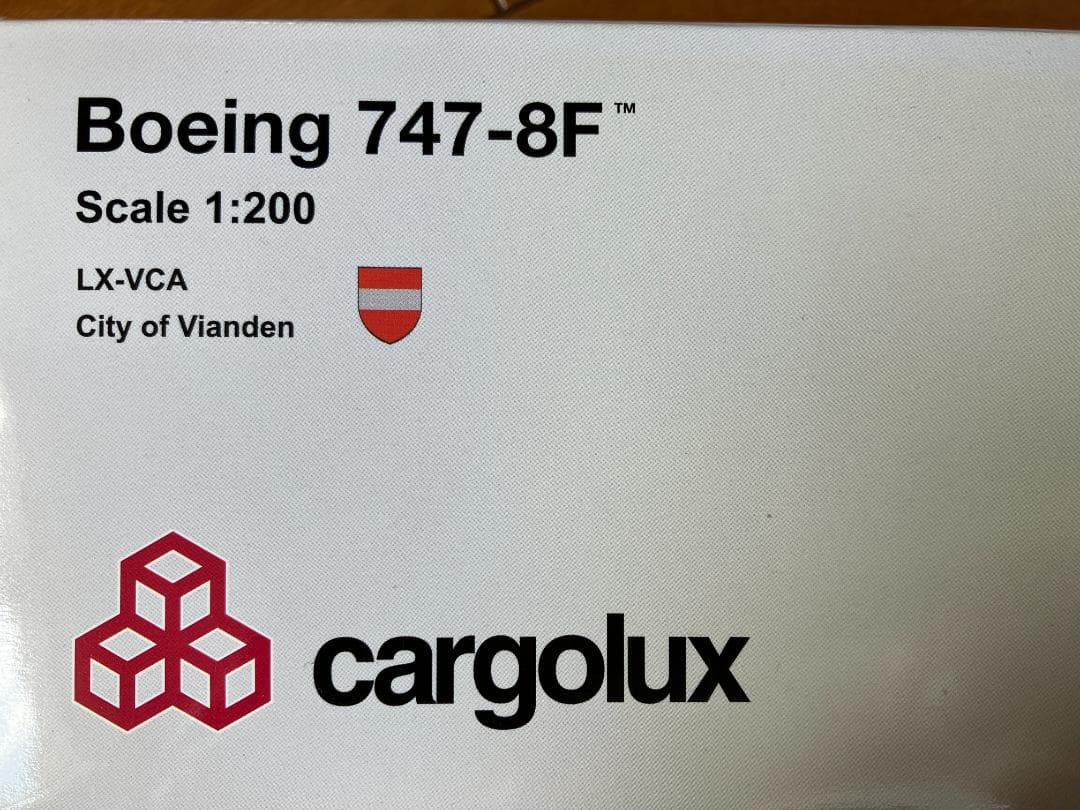 Boeing 747-8F™
Scale 1:200
LX-VCA
City of Vianden
cargolux